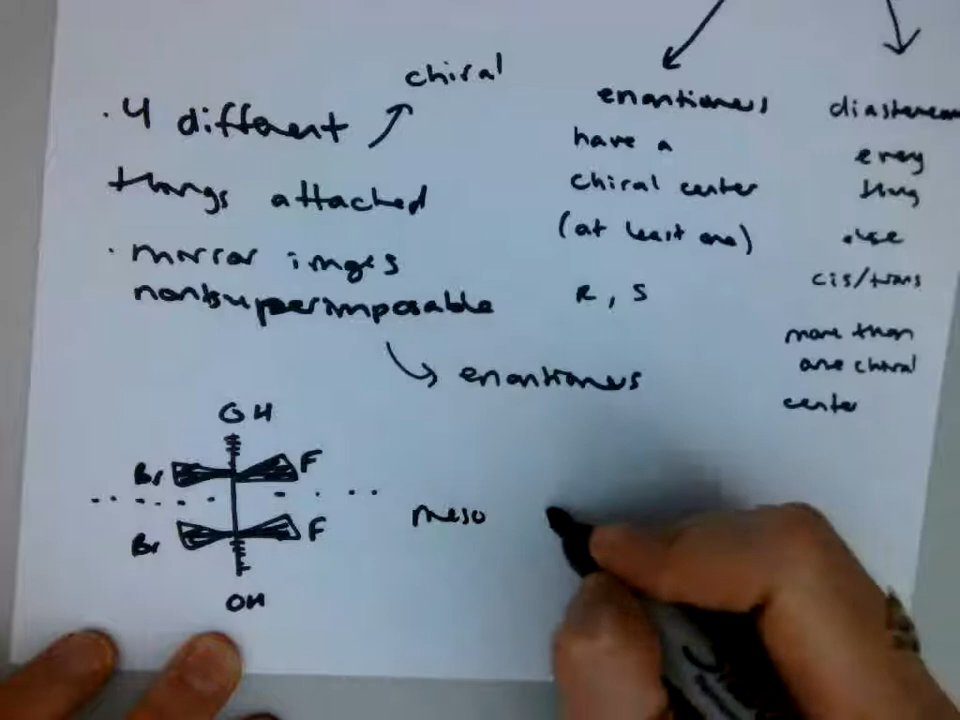 chiral
· 4 different
things attached
· mirror imges
nonsuperimposable
enantiomers
enantiomers
have a
chiral center
(at least one)
R, S
every
thing
else
cis/trans
more than
one chiral
center
OH
Br F
Br F
OH
meso